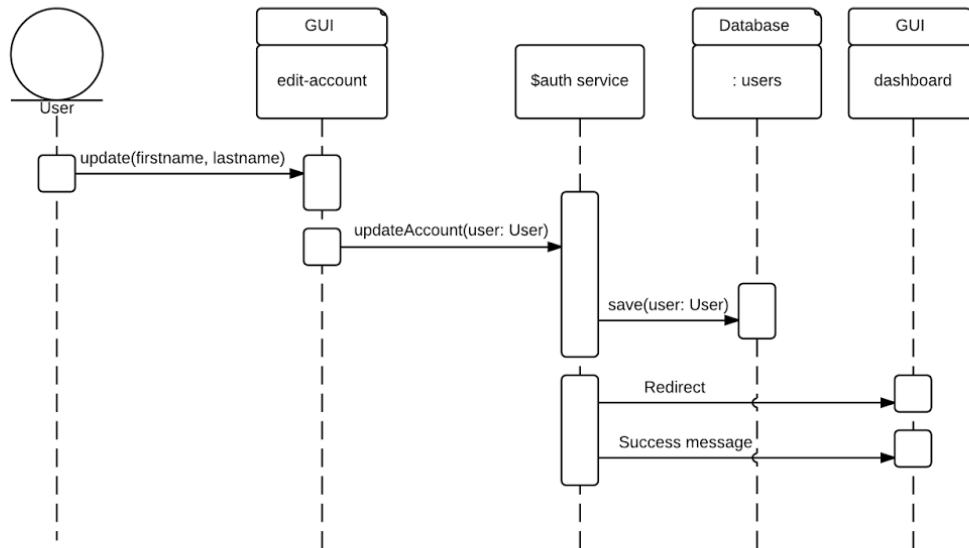 GUI
Database
GUI
edit-account
$auth service
: users
dashboard
User
update(firstname, lastname)
updateAccount(user: User)
save(user: User)
Redirect
Success message